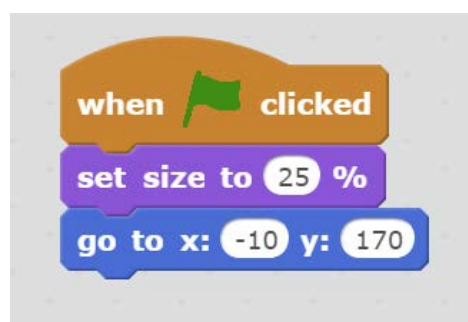 when clicked
set size to 25 %
go to x: -10 y: 170